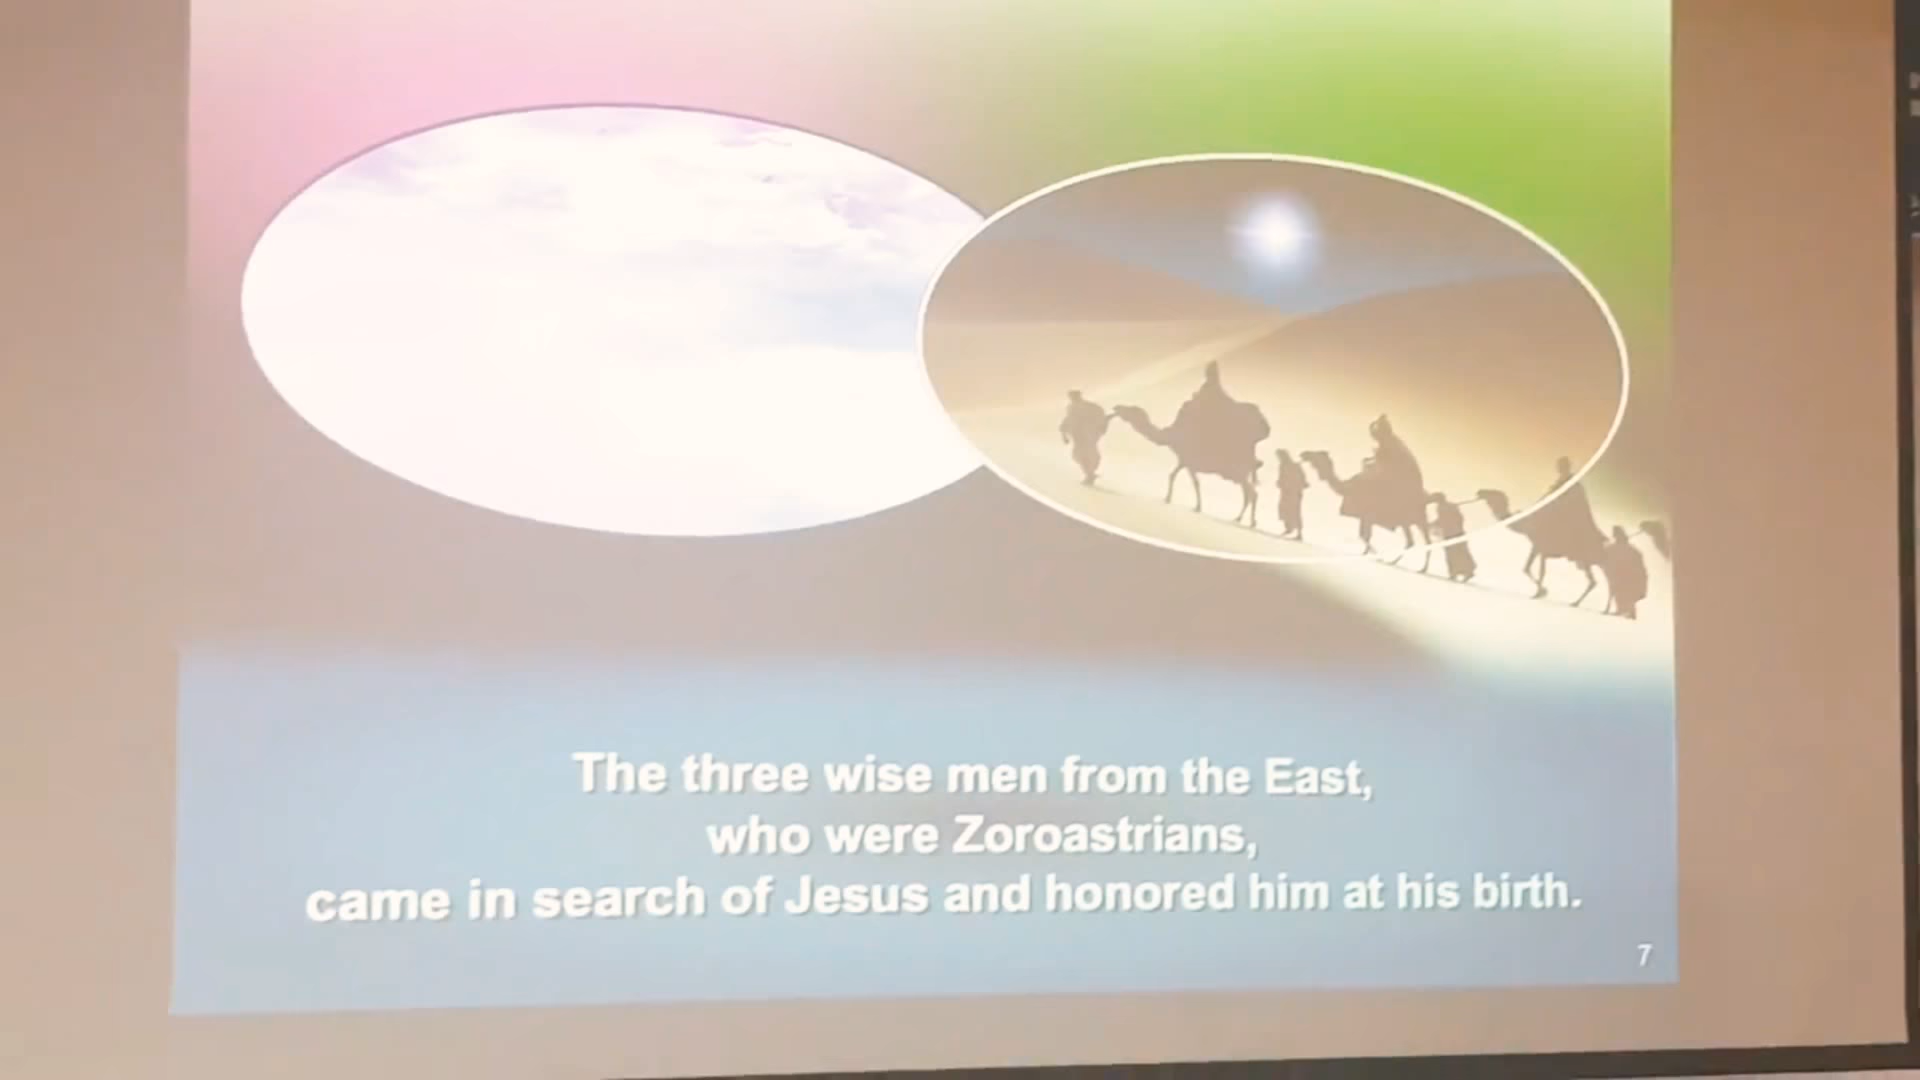 The three wise men from the East,
who were Zoroastrians,
came in search of Jesus and honored him at his birth.
7